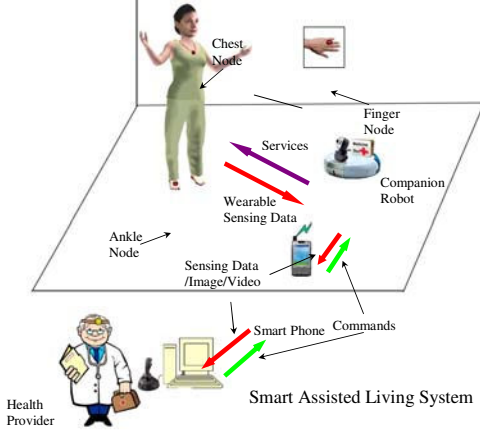 Chest
Node
Finger
Node
Services
Companion
Robot
Wearable
Sensing Data
Ankle
Node
Sensing Data
/Image/Video
Smart Phone
Commands
Smart Assisted Living System
Health
Provider